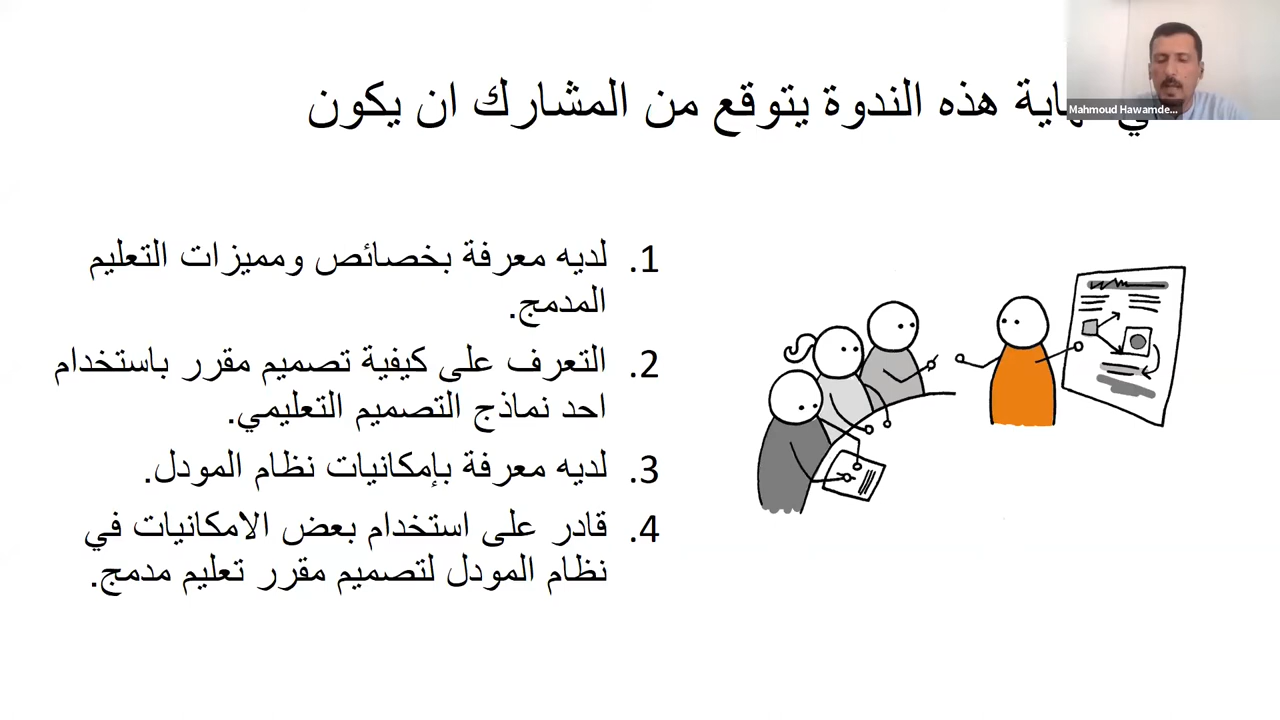 هذه الندوة يتوقع من المشارك ان يكون
Mahmoud Hawamde...
1. لديه معرفة بخصائص ومميزات التعليم
المدمج.
2. التعرف على كيفية تصميم مقرر باستخدام
احد نماذج التصميم التعليمي.
3. لديه معرفة بإمكانيات نظام المودل.
4. قادر على استخدام بعض الامكانيات في
نظام المودل لتصميم مقرر تعليم مدمج.